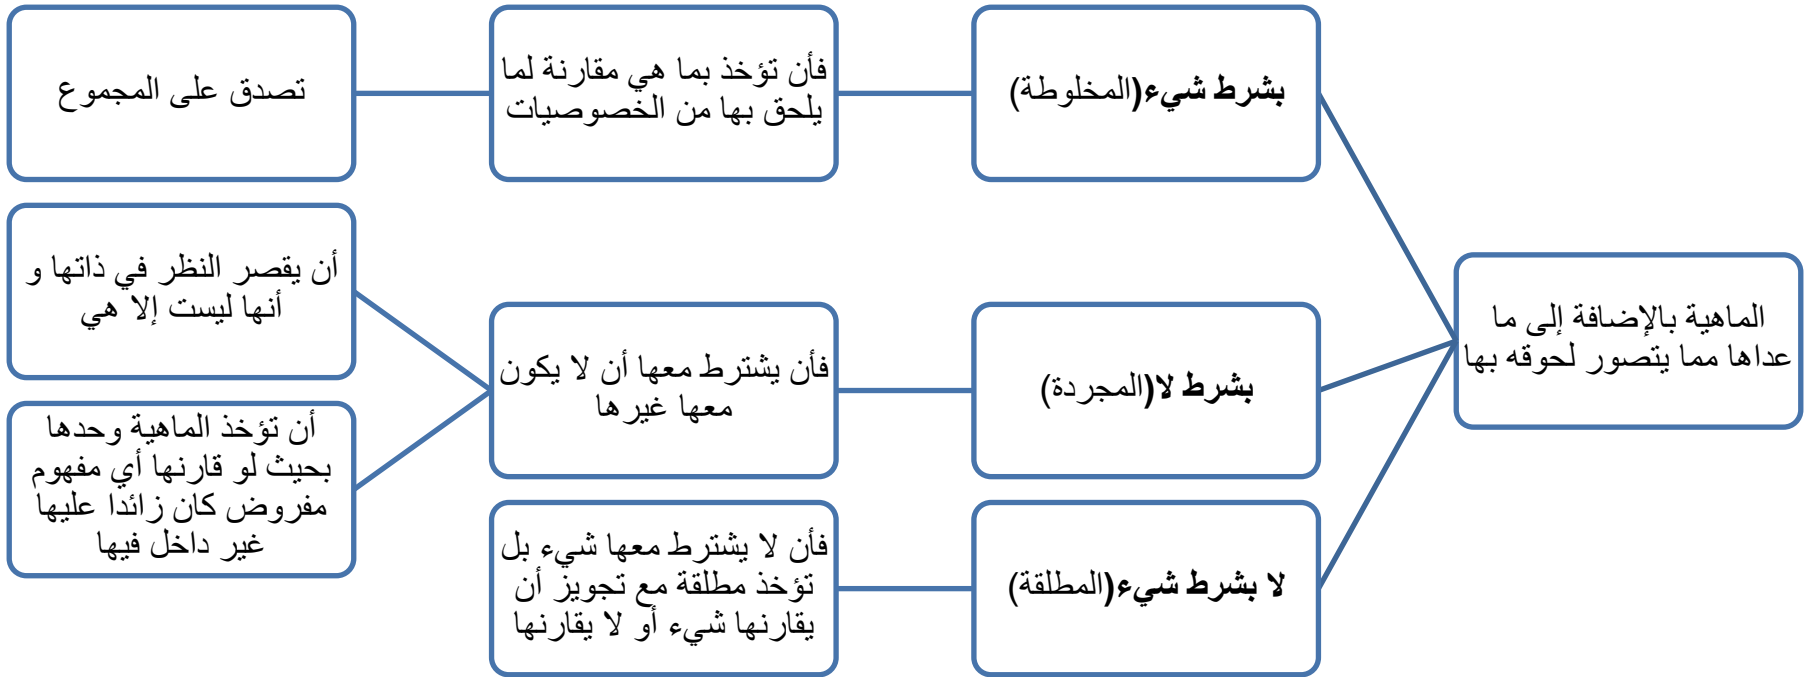 الماهية بالإضافة إلى ما
عداها مما يتصور لحوقه بها
بشرط شيء(المخلوطة)
فأن تؤخذ بما هي مقارنة لما
يلحق بها من الخصوصيات
تصدق على المجموع
بشرط لا(المجردة)
فأن يشترط معها أن لا يكون
معها غيرها
أن يقصر النظر في ذاتها و
أنها ليست إلا هي
أن تؤخذ الماهية وحدها
بحيث لو قارنها أي مفهوم
مفروض كان زائدا عليها
غير داخل فيها
لا بشرط شيء(المطلقة)
فأن لا يشترط معها شيء بل
تؤخذ مطلقة مع تجويز أن
يقارنها شيء أو لا يقارنها